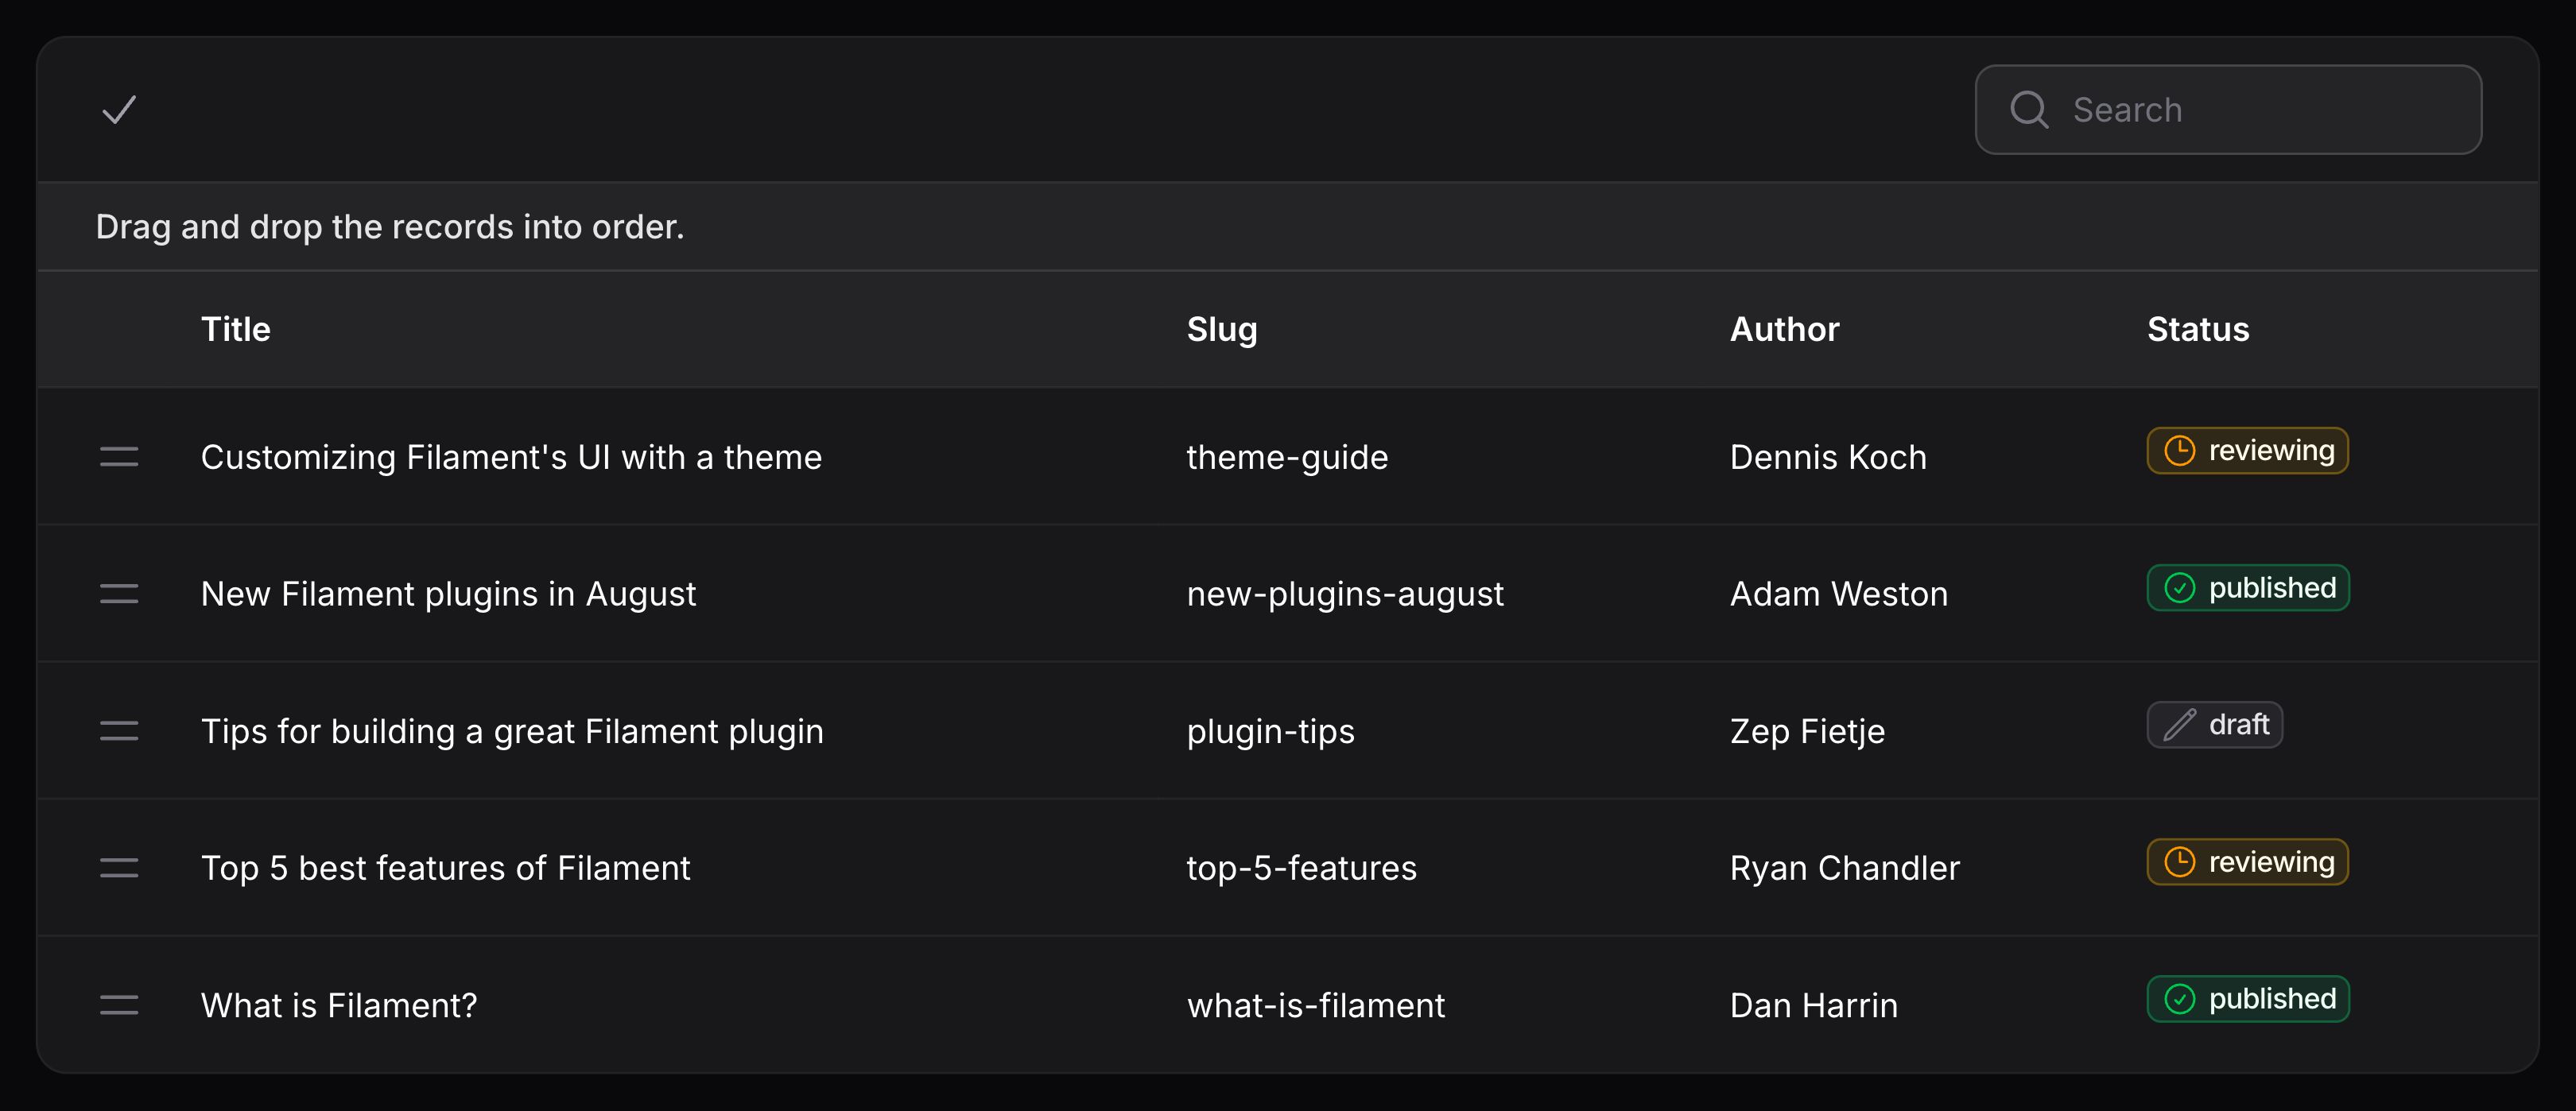 Search
Drag and drop the records into order.
Title Slug Author Status
Customizing Filament's UI with a theme theme-guide Dennis Koch reviewing
New Filament plugins in August new-plugins-august Adam Weston published
Tips for building a great Filament plugin plugin-tips Zep Fietje draft
Top 5 best features of Filament top-5-features Ryan Chandler reviewing
What is Filament? what-is-filament Dan Harrin published